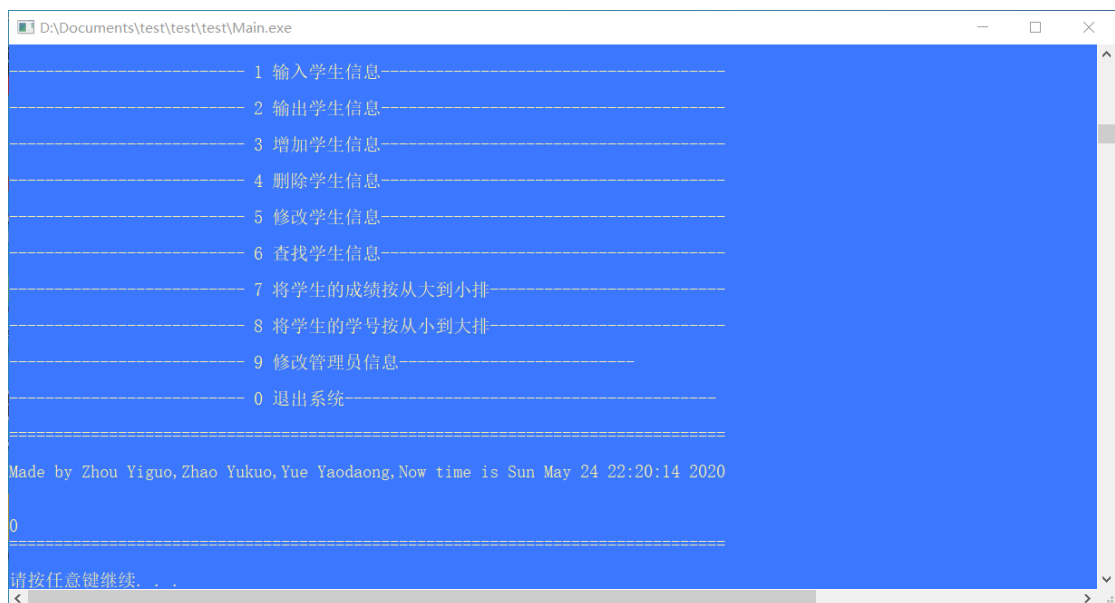 D:\Documents\test\test\test\Main.exe
-------------------------- 1 输入学生信息--------------------------------------
-------------------------- 2 输出学生信息--------------------------------------
-------------------------- 3 增加学生信息--------------------------------------
-------------------------- 4 删除学生信息--------------------------------------
-------------------------- 5 修改学生信息--------------------------------------
-------------------------- 6 查找学生信息--------------------------------------
-------------------------- 7 将学生的成绩按从大到小排--------------------------
-------------------------- 8 将学生的学号按从小到大排--------------------------
-------------------------- 9 修改管理员信息--------------------------
-------------------------- 0 退出系统-----------------------------------------
===============================================================================
Made by Zhou Yiguo,Zhao Yukuo,Yue Yaodaong,Now time is Sun May 24 22:20:14 2020
0
===============================================================================
请按任意键继续. . .